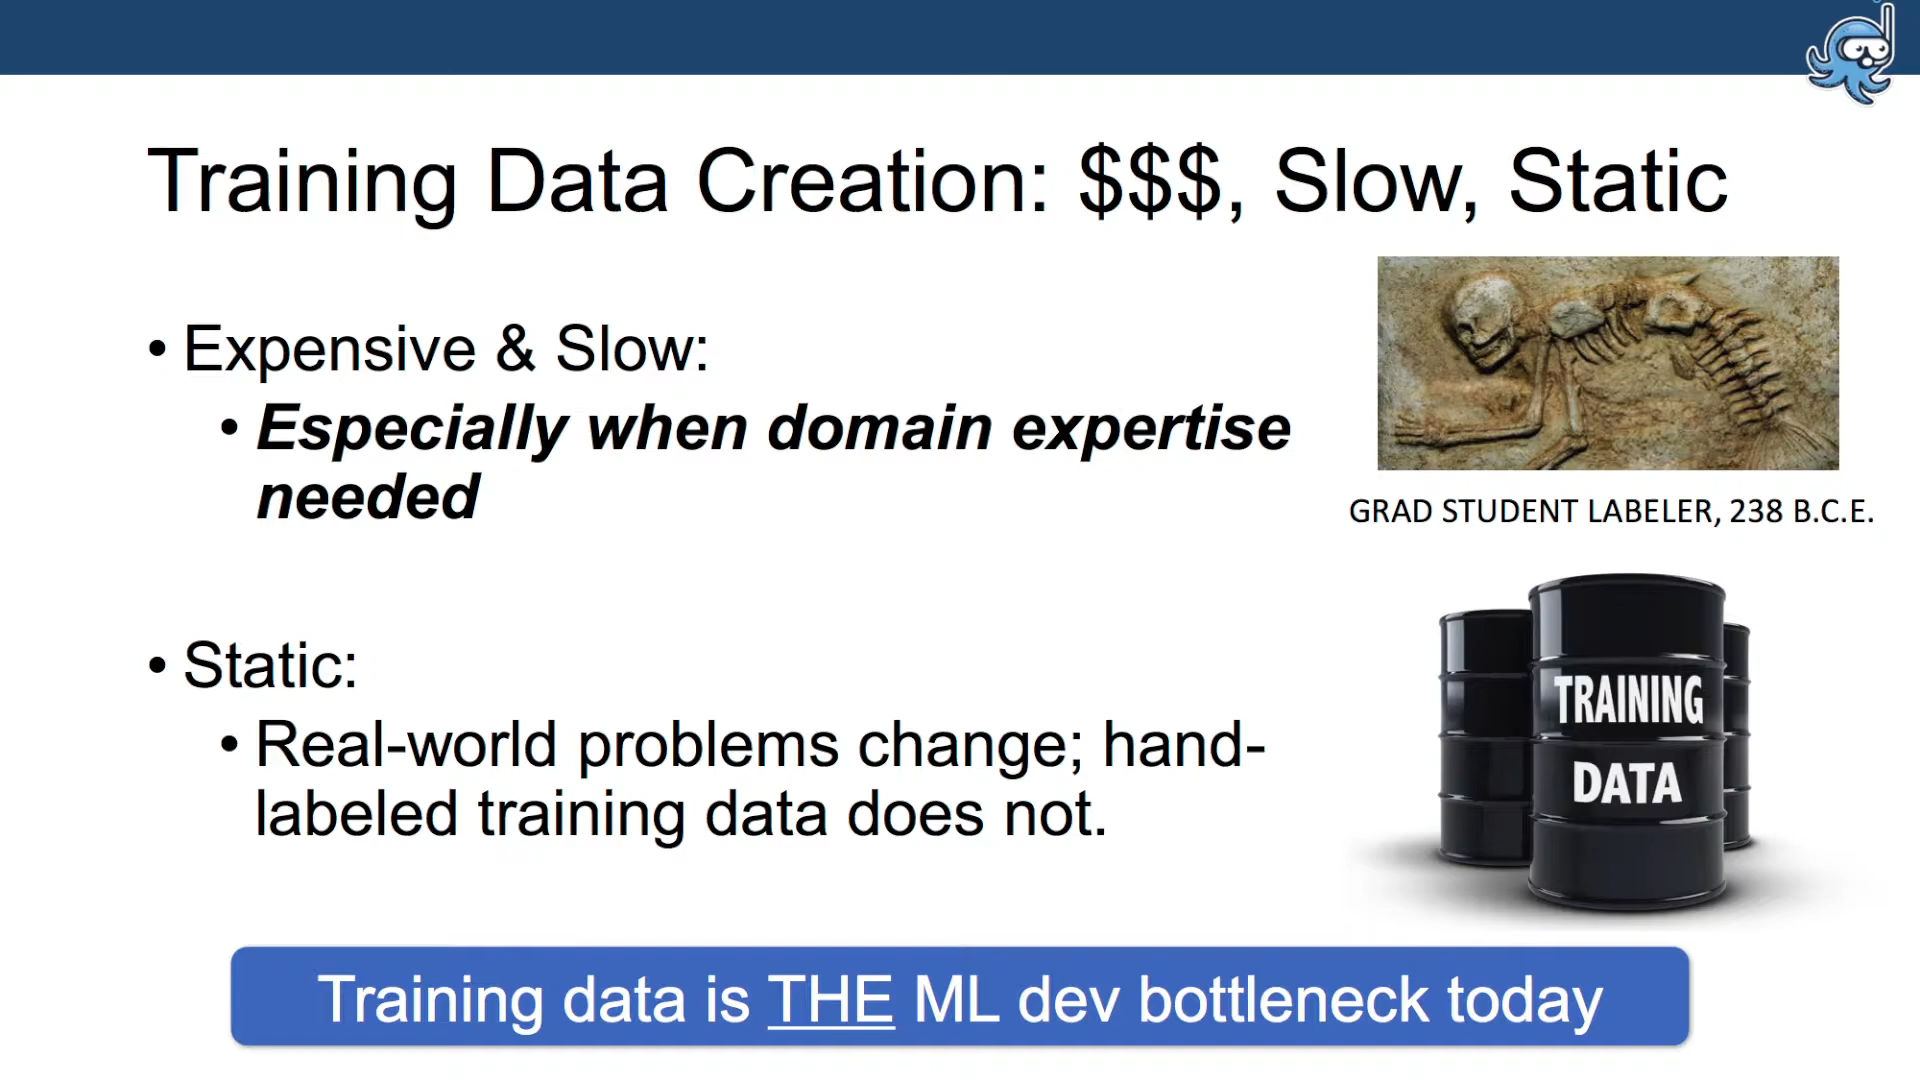 Training Data Creation: $$$, Slow, Static
• Expensive & Slow:
• Especially when domain expertise
needed
GRAD STUDENT LABELER, 238 B.C.E.
• Static:
• Real-world problems change; hand-
labeled training data does not.
TRAINING
DATA
Training data is THE ML dev bottleneck today